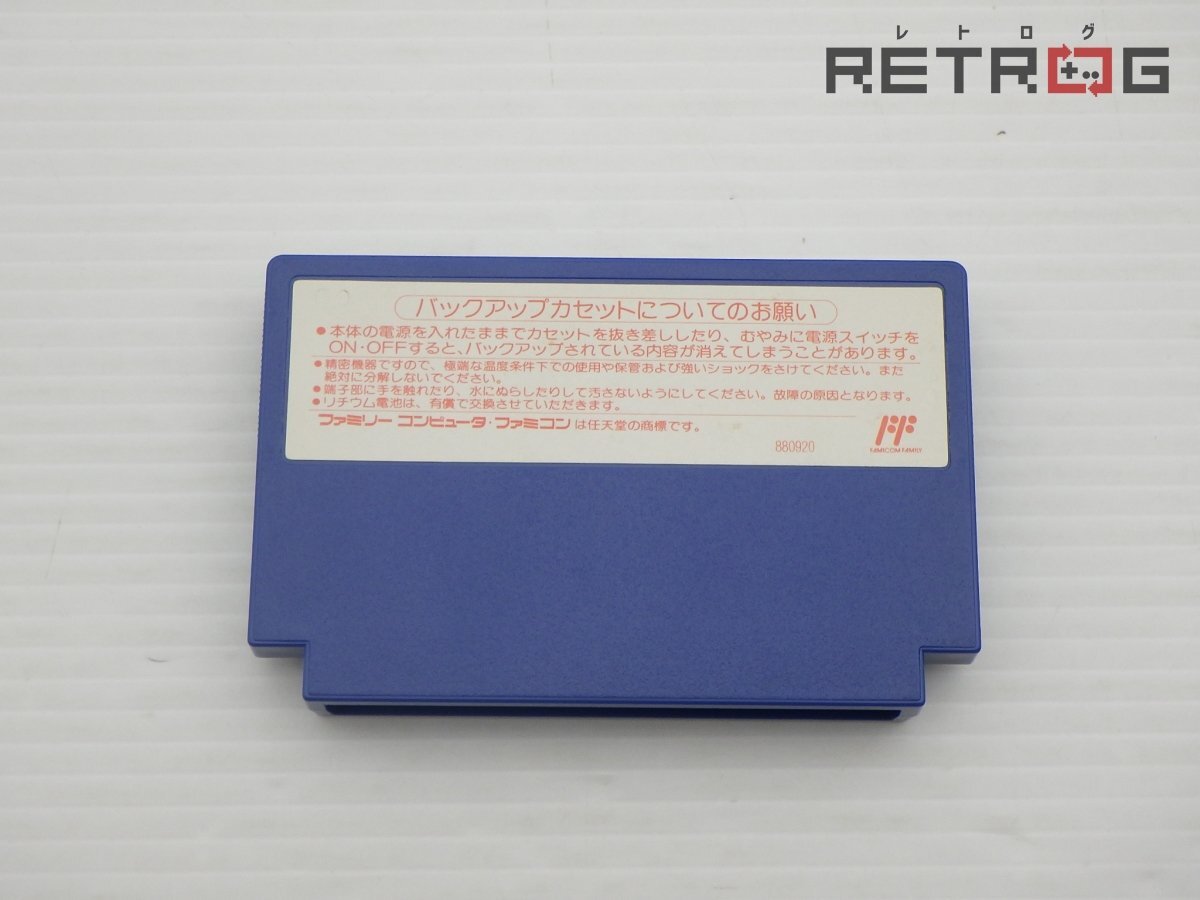 レトログ
RETROG
バックアップカセットについてのお願い
●本体の電源を入れたままでカセットを抜き差ししたり、むやみに電源スイッチを
ON・OFFすると、バックアップされている内容が消えてしまうことがあります。
●精密機器ですので、極端な温度条件下での使用や保管および強いショックをさけてください。また
絶対に分解しないでください。
●端子部に手を触れたり、水にぬらしたりして汚さないようにしてください。故障の原因となります。
●リチウム電池は、有償で交換させていただきます。
ファミリー コンピュータ・ファミコンは任天堂の商標です。
880920
FAMICOM FAMILY